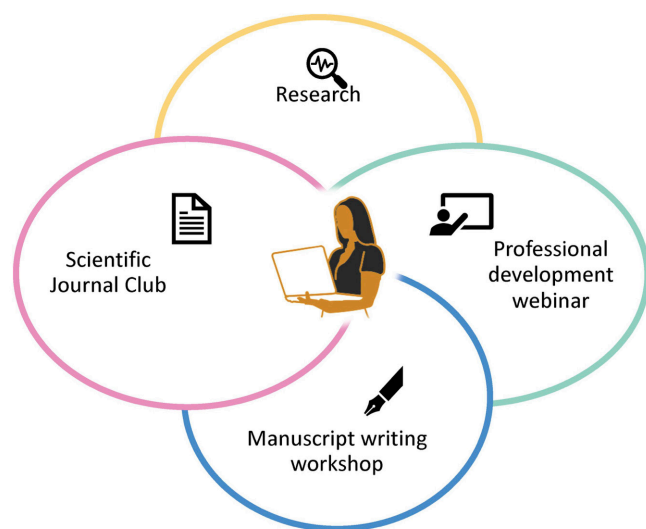 Research
Scientific
Journal Club
Professional
development
webinar
Manuscript writing
workshop